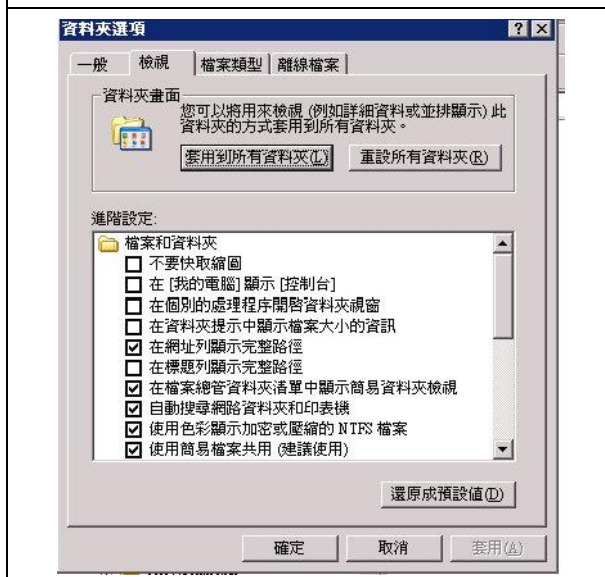 資料夾選項
一般 檢視 檔案類型 離線檔案
資料夾畫面
您可以將用來檢視 (例如詳細資料或並排顯示) 此
資料夾的方式套用到所有資料夾。
套用到所有資料夾(L) 重設所有資料夾(R)
進階設定:
檔案和資料夾
不要快取縮圖
在 [我的電腦] 顯示 [控制台]
在個別的處理程序開啟資料夾視窗
在資料夾提示中顯示檔案大小的資訊
在網址列顯示完整路徑
在標題列顯示完整路徑
在檔案總管資料夾清單中顯示簡易資料夾檢視
自動搜尋網路資料夾和印表機
使用色彩顯示加密或壓縮的 NTFS 檔案
使用簡易檔案共用 (建議使用)
還原成預設值(D)
確定 取消 套用(A)